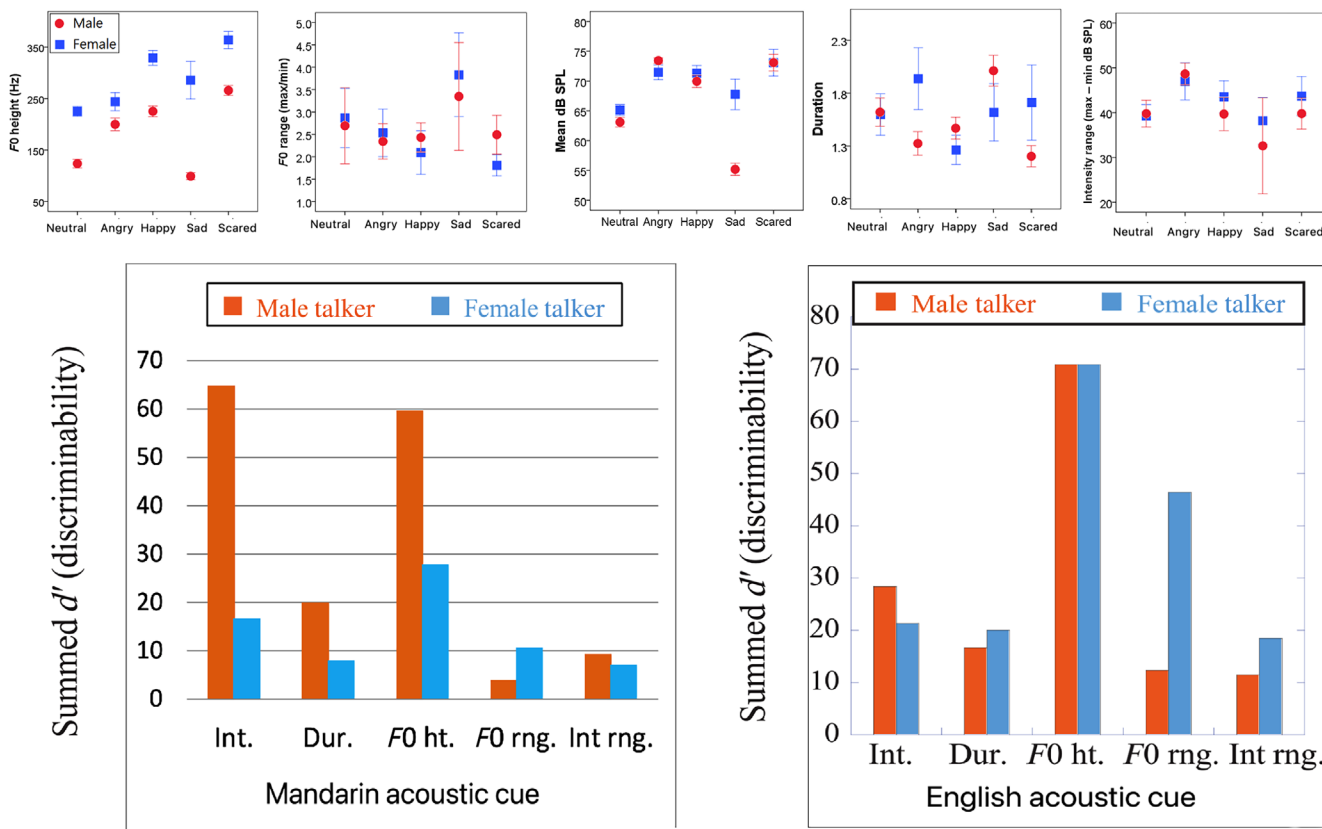 Male
Female
F0 height (Hz)
350
250
150
50
Neutral Angry Happy Sad Scared
F0 range (max/min)
5.0
4.5
4.0
3.5
3.0
2.5
2.0
1.5
1.0
Neutral Angry Happy Sad Scared
Mean dB SPL
80
75
70
65
60
55
50
Neutral Angry Happy Sad Scared
Duration
2.3
1.8
1.3
0.8
Neutral Angry Happy Sad Scared
Intensity range (max – min dB SPL)
60
50
40
30
20
Neutral Angry Happy Sad Scared
Male talker Female talker
Summed d' (discriminability)
70
60
50
40
30
20
10
0
Int. Dur. F0 ht. F0 rng. Int rng.
Mandarin acoustic cue
Male talker Female talker
Summed d' (discriminability)
80
70
60
50
40
30
20
10
0
Int. Dur. F0 ht. F0 rng. Int rng.
English acoustic cue